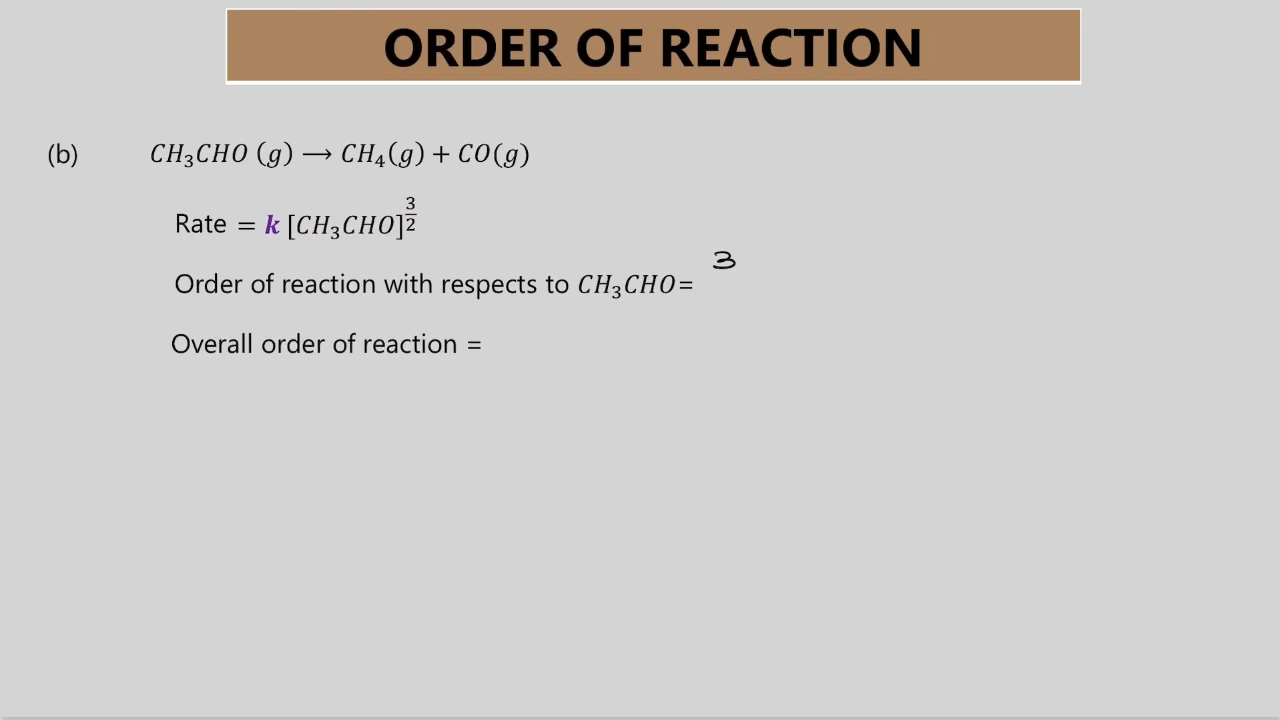 ORDER OF REACTION
(b) CH₃CHO (g) ⟶ CH₄(g) + CO(g)
Rate = k [CH₃CHO]^(3/2)
Order of reaction with respects to CH₃CHO= 3
Overall order of reaction =